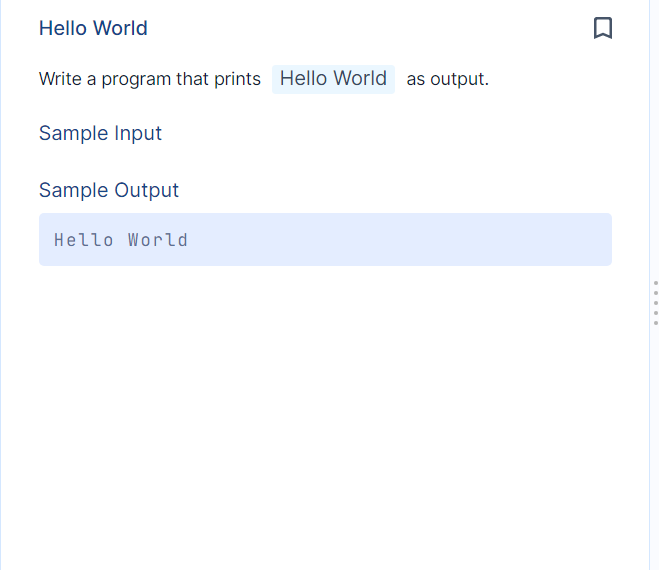 Hello World
Write a program that prints Hello World as output.
Sample Input
Sample Output
Hello World